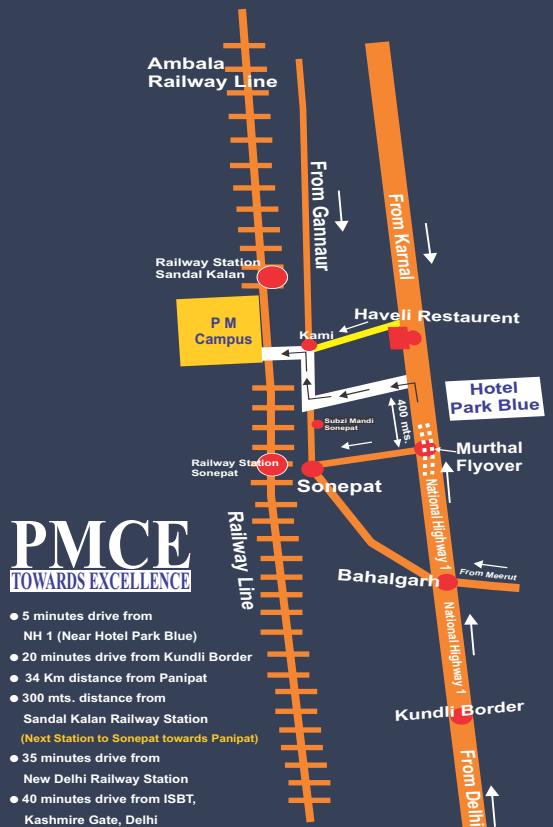 Ambala
Railway Line
From Gannaur
From Karnal
Railway Station
Sandal Kalan
P M
Campus
Kami
Haveli Restaurent
Hotel
Park Blue
400 mts.
Subzi Mandi
Sonepat
Murthal
Flyover
Railway Station
Sonepat
Sonepat
National Highway 1
Railway Line
Bahalgarh
From Meerut
National Highway 1
Kundli Border
From Delhi
PMCE
TOWARDS EXCELLENCE
● 5 minutes drive from
NH 1 (Near Hotel Park Blue)
● 20 minutes drive from Kundli Border
● 34 Km distance from Panipat
● 300 mts. distance from
Sandal Kalan Railway Station
(Next Station to Sonepat towards Panipat)
● 35 minutes drive from
New Delhi Railway Station
● 40 minutes drive from ISBT,
Kashmire Gate, Delhi